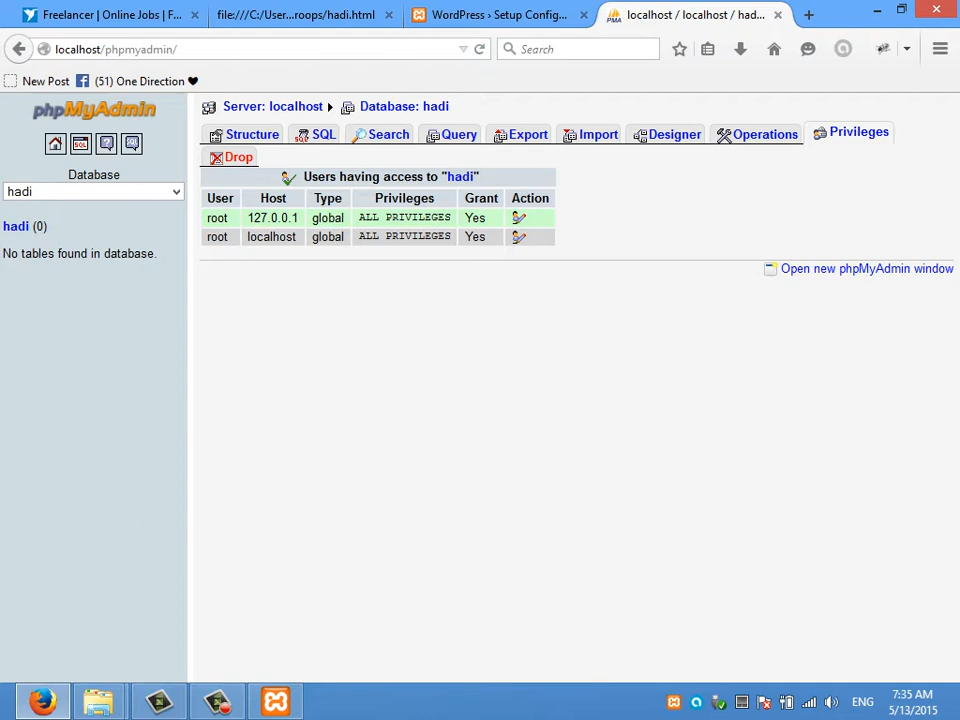 Freelancer | Online Jobs | F...
file:///C:/User...roops/hadi.html
WordPress › Setup Config...
localhost / localhost / had...
localhost/phpmyadmin/
Search
New Post
(51) One Direction ♥
phpMyAdmin
Database
hadi
hadi (0)
No tables found in database.
Server: localhost
Database: hadi
Structure
SQL
Search
Query
Export
Import
Designer
Operations
Privileges
Drop
Users having access to "hadi"
User Host Type Privileges Grant Action
root 127.0.0.1 global ALL PRIVILEGES Yes
root localhost global ALL PRIVILEGES Yes
Open new phpMyAdmin window
ENG
7:35 AM
5/13/2015